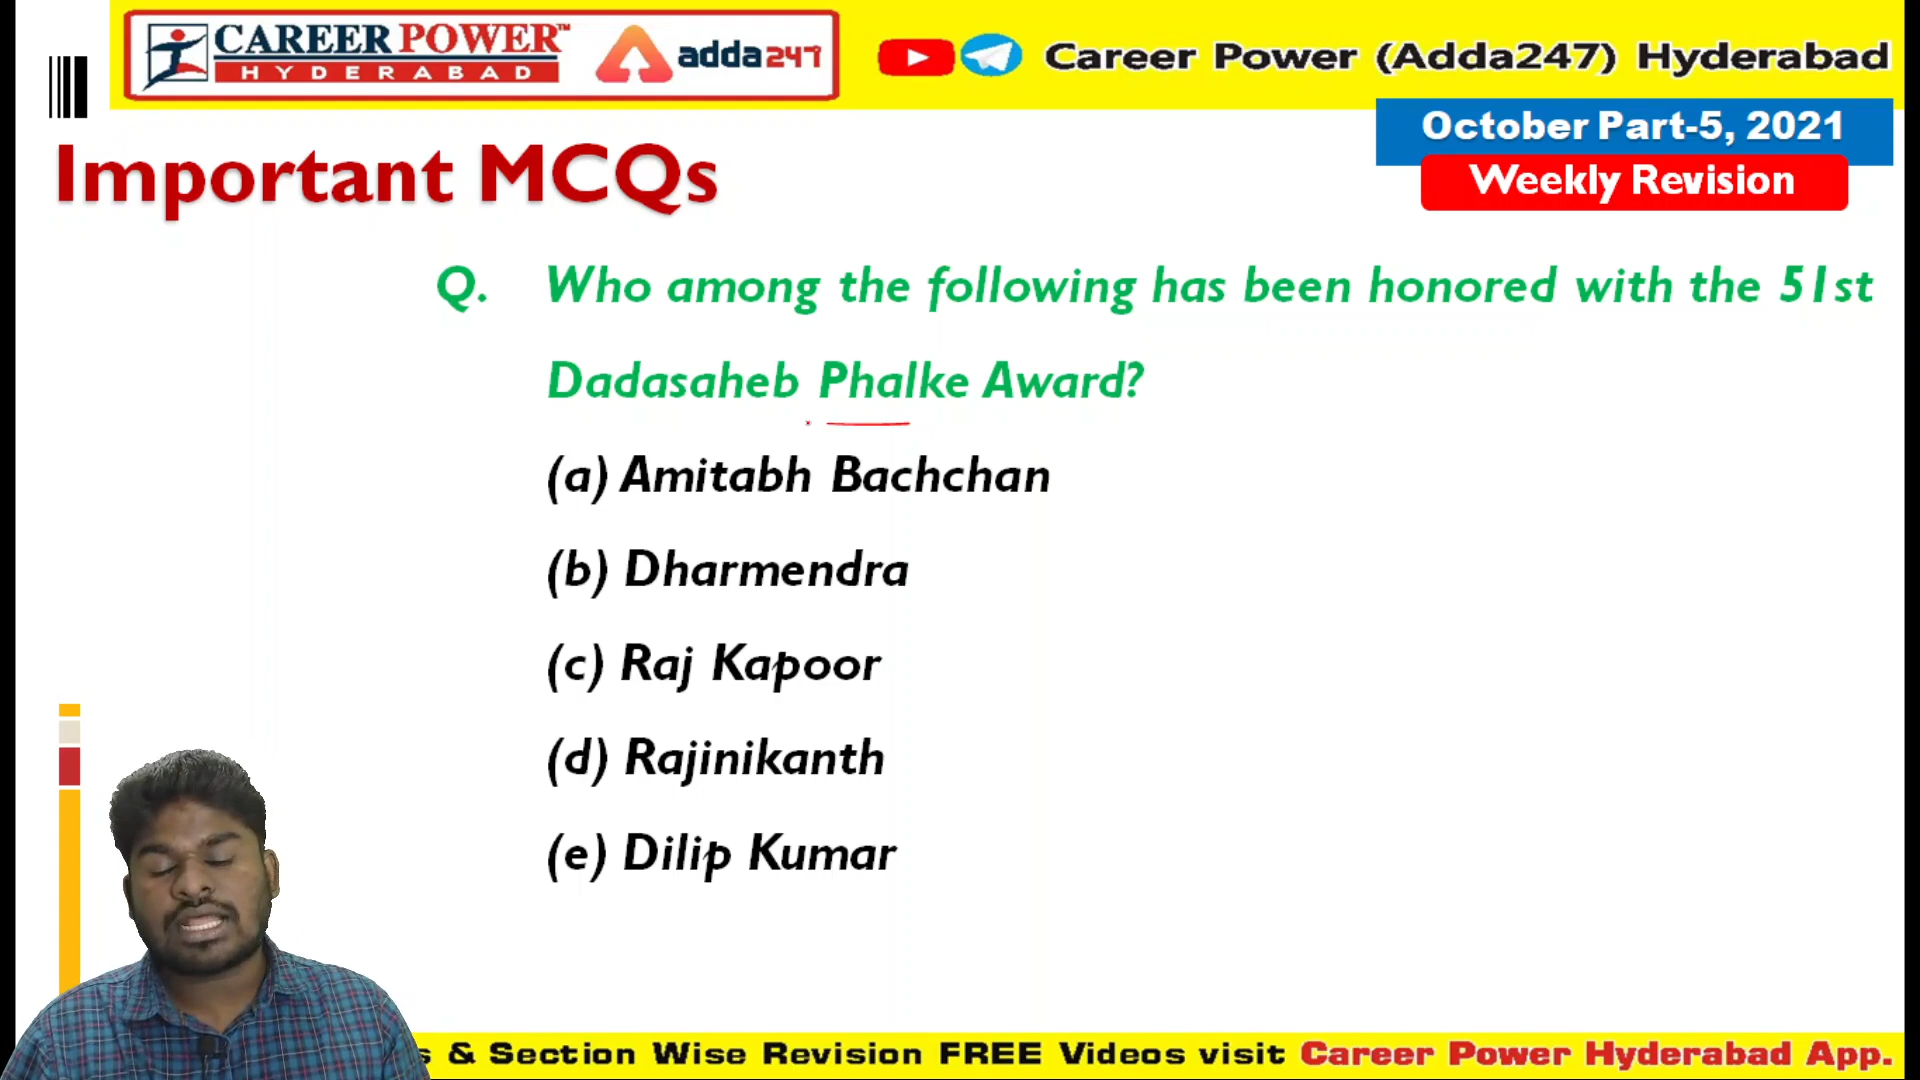 CAREER POWER™
HYDERABAD
adda247
Career Power (Adda247) Hyderabad
October Part-5, 2021
Weekly Revision
Important MCQs
Q. Who among the following has been honored with the 51st
Dadasaheb Phalke Award?
(a) Amitabh Bachchan
(b) Dharmendra
(c) Raj Kapoor
(d) Rajinikanth
(e) Dilip Kumar
& Section Wise Revision FREE Videos visit Career Power Hyderabad App.